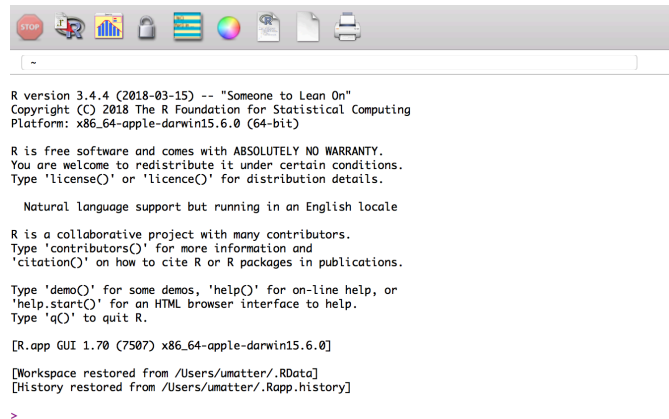 STOP
R
~
R version 3.4.4 (2018-03-15) -- "Someone to Lean On"
Copyright (C) 2018 The R Foundation for Statistical Computing
Platform: x86_64-apple-darwin15.6.0 (64-bit)
R is free software and comes with ABSOLUTELY NO WARRANTY.
You are welcome to redistribute it under certain conditions.
Type 'license()' or 'licence()' for distribution details.
Natural language support but running in an English locale
R is a collaborative project with many contributors.
Type 'contributors()' for more information and
'citation()' on how to cite R or R packages in publications.
Type 'demo()' for some demos, 'help()' for on-line help, or
'help.start()' for an HTML browser interface to help.
Type 'q()' to quit R.
[R.app GUI 1.70 (7507) x86_64-apple-darwin15.6.0]
[Workspace restored from /Users/umatter/.RData]
[History restored from /Users/umatter/.Rapp.history]
>